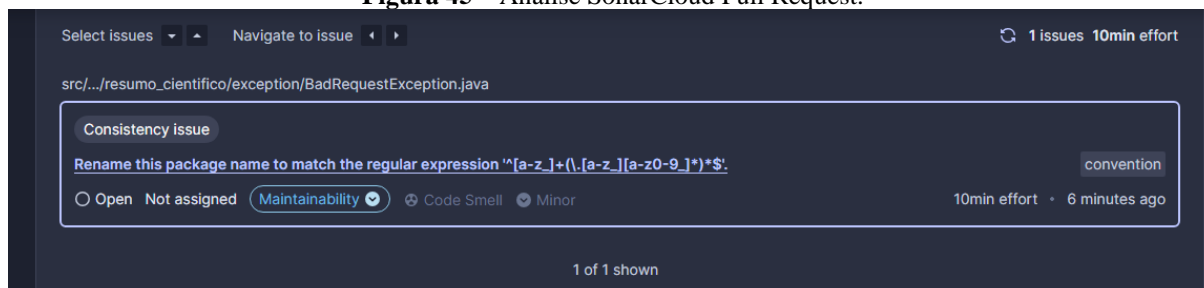 Figura 45 – Análise SonarCloud Pull Request.
Select issues Navigate to issue 1 issues 10min effort
src/.../resumo_cientifico/exception/BadRequestException.java
Consistency issue
Rename this package name to match the regular expression '^[a-z_]+(\.[a-z_][a-z0-9_]*)*$'. convention
Open Not assigned Maintainability Code Smell Minor 10min effort • 6 minutes ago
1 of 1 shown